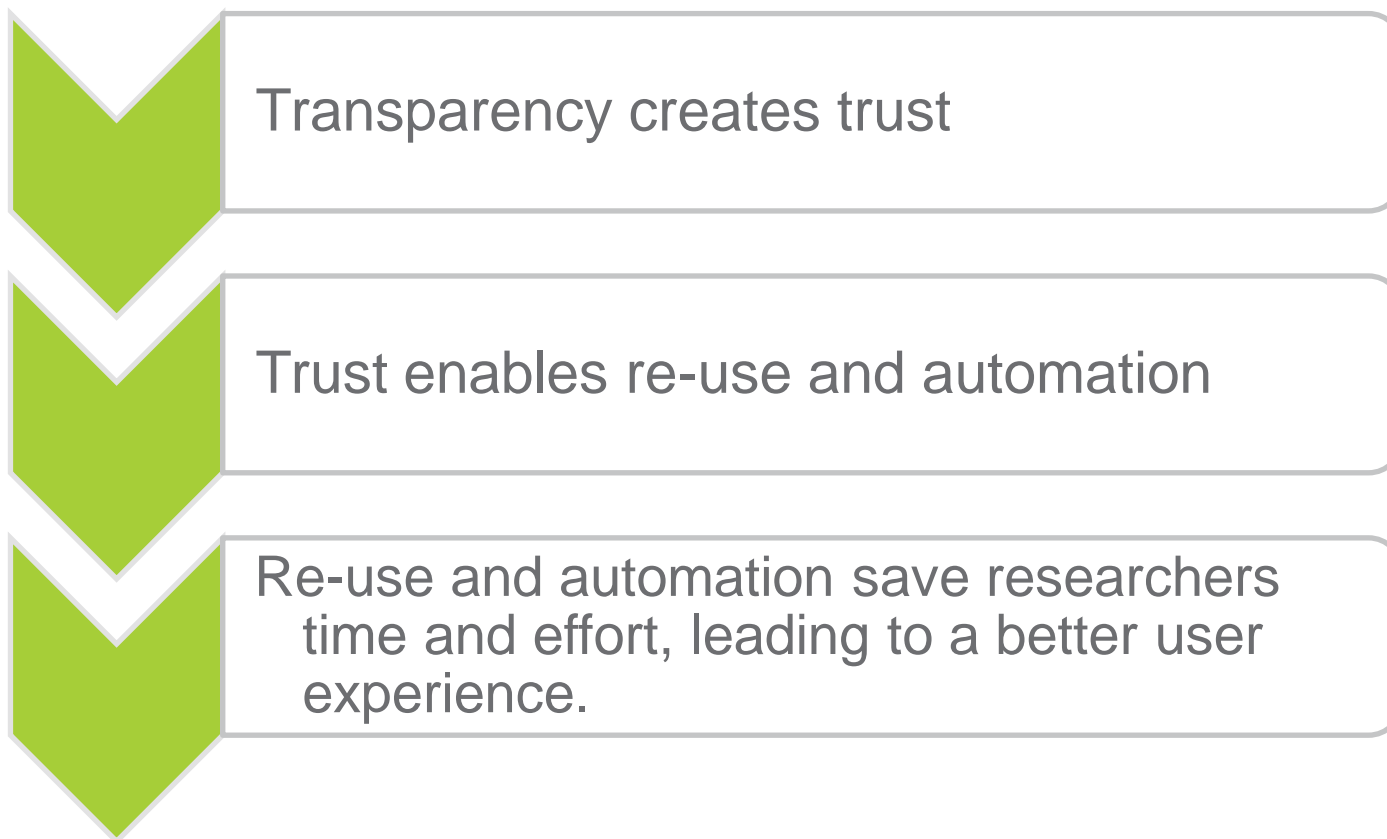 Transparency creates trust
Trust enables re-use and automation
Re-use and automation save researchers
time and effort, leading to a better user
experience.